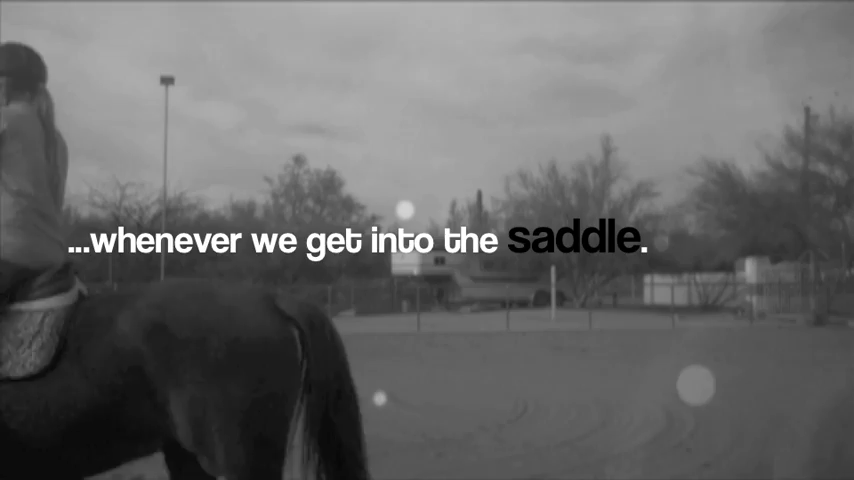 ...whenever we get into the saddle.